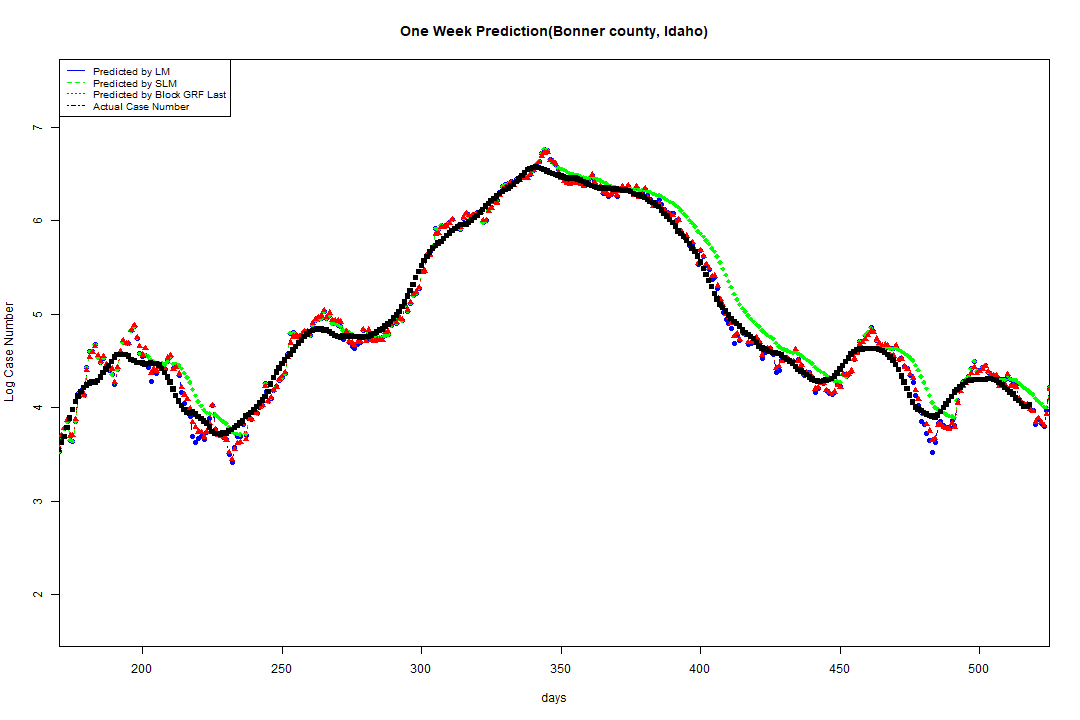 One Week Prediction(Bonner county, Idaho)
Predicted by LM
Predicted by SLM
Predicted by Block GRF Last
Actual Case Number
Log Case Number
7
6
5
4
3
2
200 250 300 350 400 450 500
days